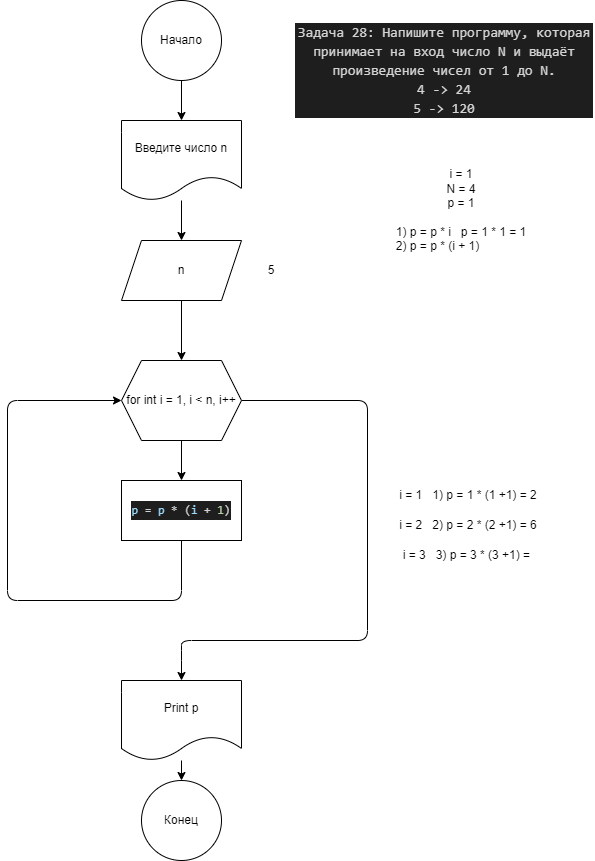 Начало
Задача 28: Напишите программу, которая
принимает на вход число N и выдаёт
произведение чисел от 1 до N.
4 -> 24
5 -> 120
Введите число n
i = 1
N = 4
p = 1
1) p = p * i   p = 1 * 1 = 1
2) p = p * (i + 1)
n
5
for int i = 1, i < n, i++
p = p * (i + 1)
i = 1   1) p = 1 * (1 +1) = 2
i = 2   2) p = 2 * (2 +1) = 6
i = 3   3) p = 3 * (3 +1) =
Print p
Конец